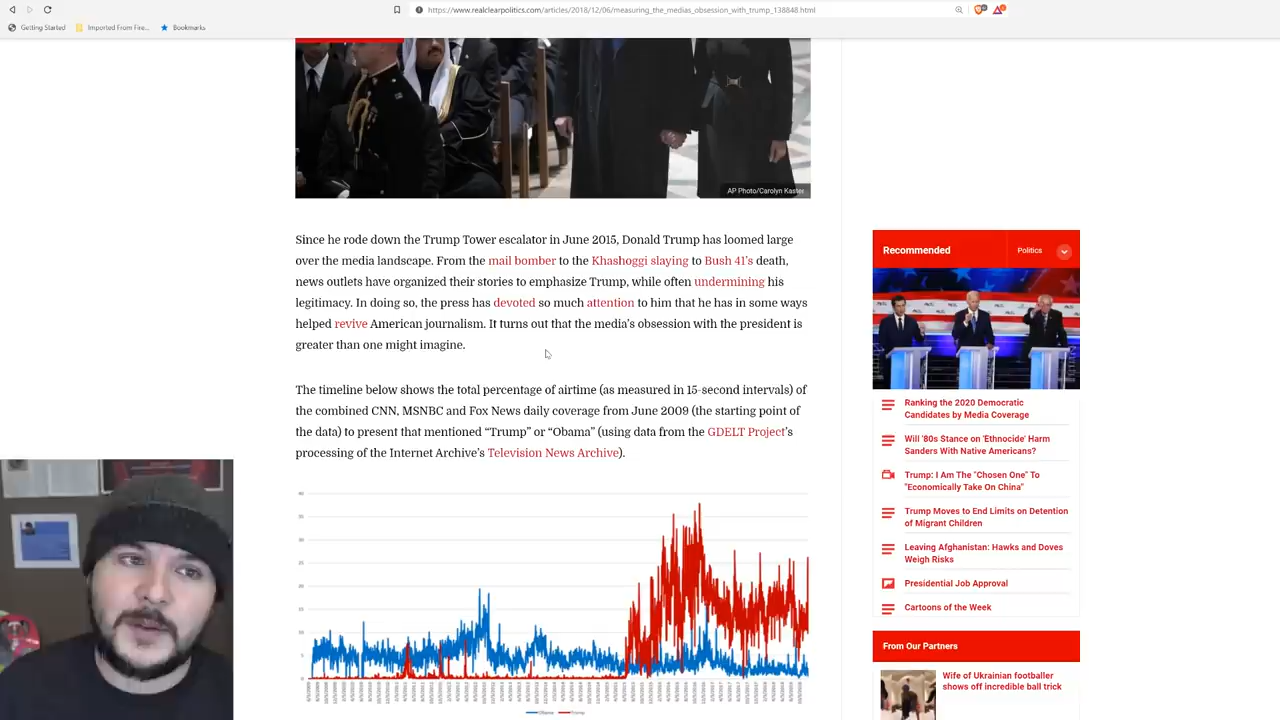 https://www.realclearpolitics.com/articles/2018/12/06/measuring_the_medias_obsession_with_trump_138848.html
Getting Started
Imported From Fire...
Bookmarks
AP Photo/Carolyn Kaster
Since he rode down the Trump Tower escalator in June 2015, Donald Trump has loomed large
over the media landscape. From the mail bomber to the Khashoggi slaying to Bush 41's death,
news outlets have organized their stories to emphasize Trump, while often undermining his
legitimacy. In doing so, the press has devoted so much attention to him that he has in some ways
helped revive American journalism. It turns out that the media's obsession with the president is
greater than one might imagine.
The timeline below shows the total percentage of airtime (as measured in 15-second intervals) of
the combined CNN, MSNBC and Fox News daily coverage from June 2009 (the starting point of
the data) to present that mentioned "Trump" or "Obama" (using data from the GDELT Project's
processing of the Internet Archive's Television News Archive).
40
35
30
25
20
15
10
5
Obama
Trump
Recommended
Politics
Ranking the 2020 Democratic
Candidates by Media Coverage
Will '80s Stance on 'Ethnocide' Harm
Sanders With Native Americans?
Trump: I Am The "Chosen One" To
"Economically Take On China"
Trump Moves to End Limits on Detention
of Migrant Children
Leaving Afghanistan: Hawks and Doves
Weigh Risks
Presidential Job Approval
Cartoons of the Week
From Our Partners
Wife of Ukrainian footballer
shows off incredible ball trick